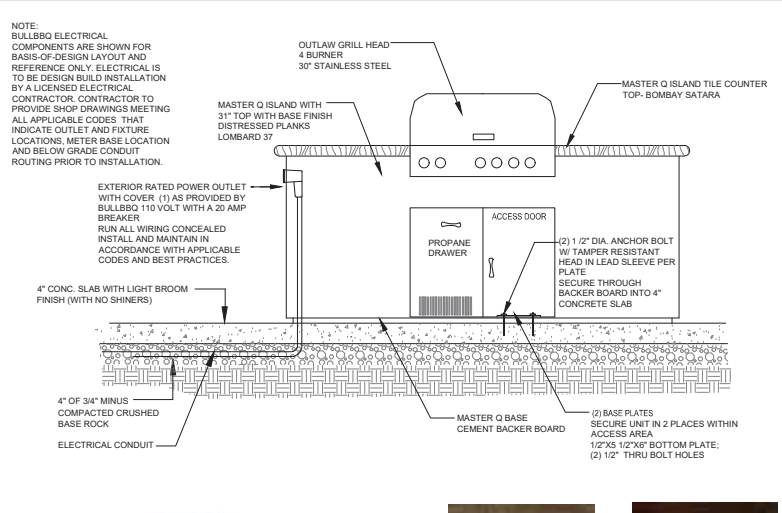 NOTE:
BULLBBQ ELECTRICAL
COMPONENTS ARE SHOWN FOR
BASIS-OF-DESIGN LAYOUT AND
REFERENCE ONLY. ELECTRICAL IS
TO BE DESIGN BUILD INSTALLATION
BY A LICENSED ELECTRICAL
CONTRACTOR. CONTRACTOR TO
PROVIDE SHOP DRAWINGS MEETING
ALL APPLICABLE CODES THAT
INDICATE OUTLET AND FIXTURE
LOCATIONS, METER BASE LOCATION
AND BELOW GRADE CONDUIT
ROUTING PRIOR TO INSTALLATION.
OUTLAW GRILL HEAD
4 BURNER
30" STAINLESS STEEL
MASTER Q ISLAND TILE COUNTER
TOP- BOMBAY SATARA
MASTER Q ISLAND WITH
31" TOP WITH BASE FINISH
DISTRESSED PLANKS
LOMBARD 37
EXTERIOR RATED POWER OUTLET
WITH COVER (1) AS PROVIDED BY
BULLBBQ 110 VOLT WITH A 20 AMP
BREAKER
RUN ALL WIRING CONCEALED
INSTALL AND MAINTAIN IN
ACCORDANCE WITH APPLICABLE
CODES AND BEST PRACTICES.
PROPANE
DRAWER
ACCESS DOOR
(2) 1 /2" DIA. ANCHOR BOLT
W/ TAMPER RESISTANT
HEAD IN LEAD SLEEVE PER
PLATE
SECURE THROUGH
BACKER BOARD INTO 4"
CONCRETE SLAB
4" CONC. SLAB WITH LIGHT BROOM
FINISH (WITH NO SHINERS)
4" OF 3/4" MINUS
COMPACTED CRUSHED
BASE ROCK
ELECTRICAL CONDUIT
MASTER Q BASE
CEMENT BACKER BOARD
(2) BASE PLATES
SECURE UNIT IN 2 PLACES WITHIN
ACCESS AREA
1/2"X5 1/2"X6" BOTTOM PLATE;
(2) 1/2" THRU BOLT HOLES